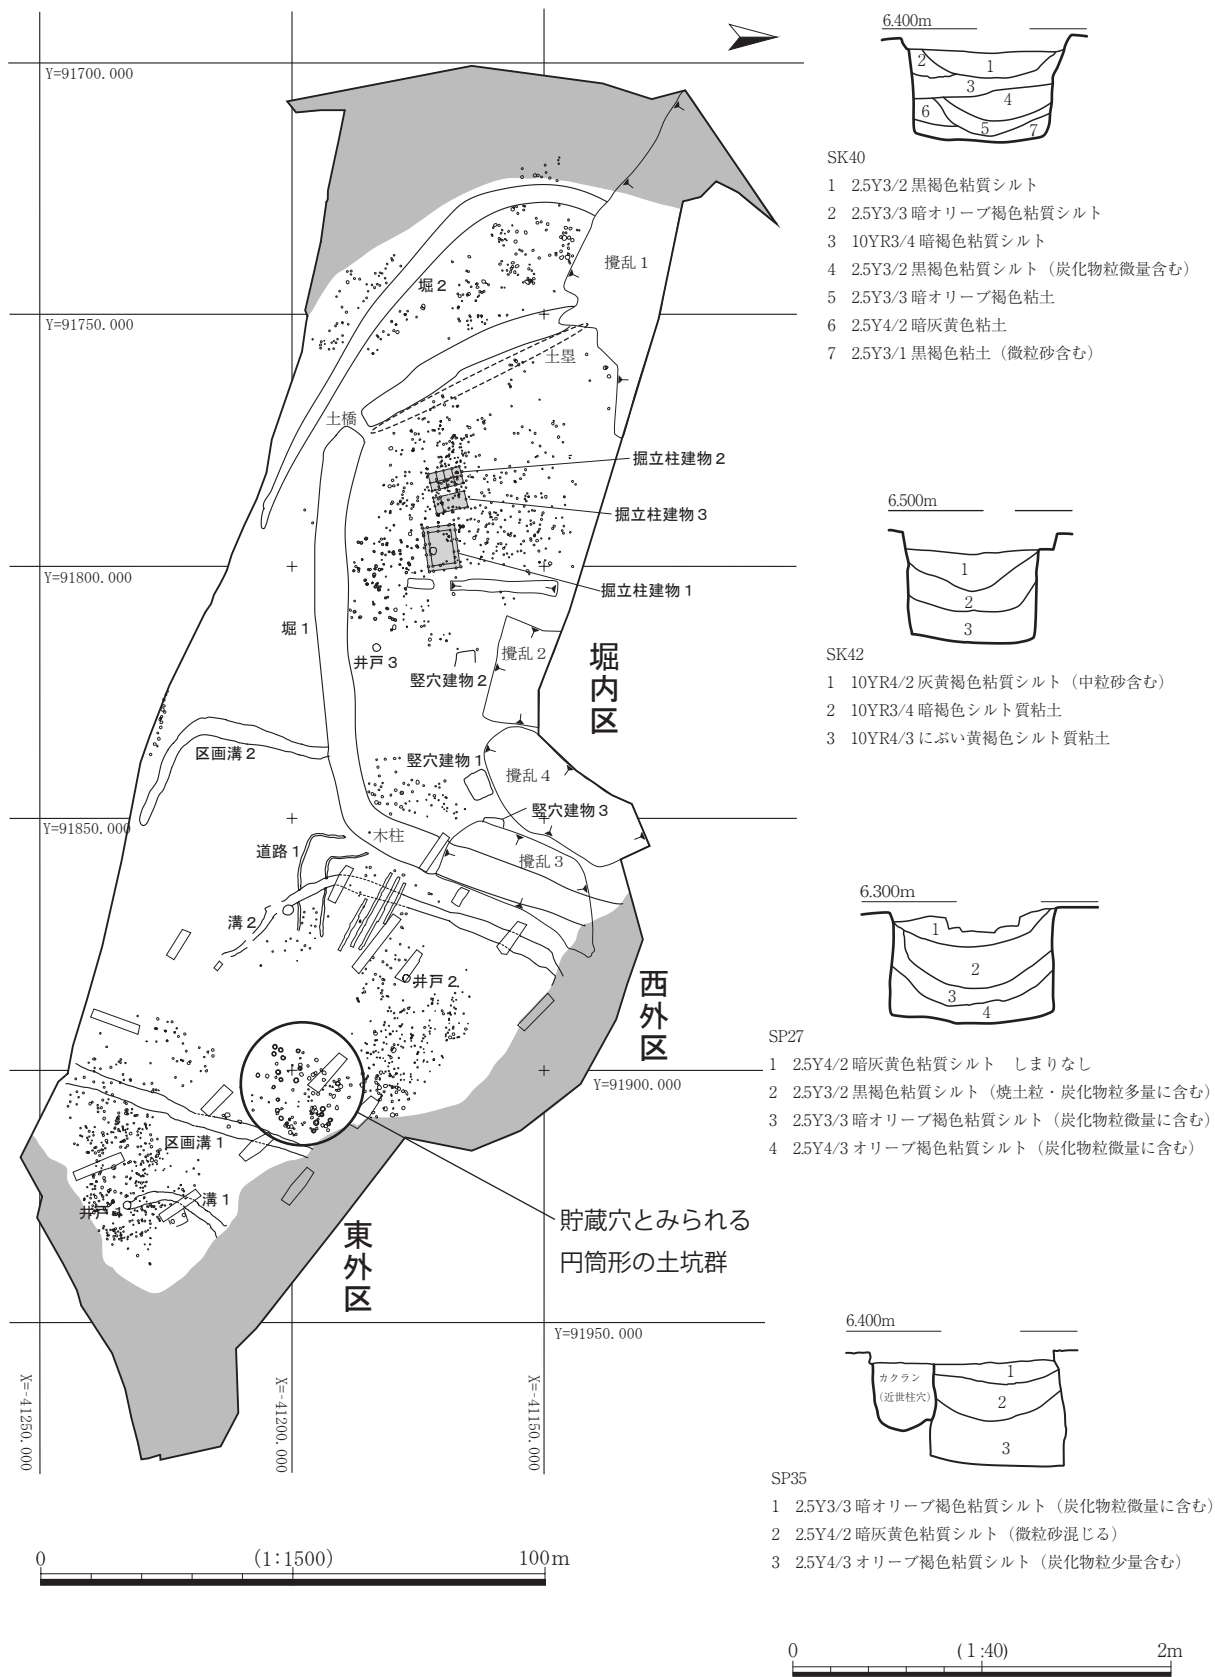 Y=91700.000
Y=91750.000
Y=91800.000
Y=91850.000
Y=91900.000
Y=91950.000
X=-41250.000
X=-41200.000
X=-41150.000
堀2
攪乱1
土塁
土橋
掘立柱建物2
掘立柱建物3
掘立柱建物1
堀1
井戸3
竪穴建物2
攪乱2
堀内区
区画溝2
竪穴建物1
攪乱4
竪穴建物3
木柱
道路1
攪乱3
溝2
井戸2
西外区
区画溝1
溝1
井戸1
東外区
貯蔵穴とみられる
円筒形の土坑群
0 (1:1500) 100m
6.400m
2
1
3
4
6
5
7
SK40
1 2.5Y3/2 黒褐色粘質シルト
2 2.5Y3/3 暗オリーブ褐色粘質シルト
3 10YR3/4 暗褐色粘質シルト
4 2.5Y3/2 黒褐色粘質シルト(炭化物粒微量含む)
5 2.5Y3/3 暗オリーブ褐色粘土
6 2.5Y4/2 暗灰黄色粘土
7 2.5Y3/1 黒褐色粘土(微粒砂含む)
6.500m
1
2
3
SK42
1 10YR4/2 灰黄褐色粘質シルト(中粒砂含む)
2 10YR3/4 暗褐色シルト質粘土
3 10YR4/3 にぶい黄褐色シルト質粘土
6.300m
1
2
3
4
SP27
1 2.5Y4/2 暗灰黄色粘質シルト しまりなし
2 2.5Y3/2 黒褐色粘質シルト(焼土粒・炭化物粒多量に含む)
3 2.5Y3/3 暗オリーブ褐色粘質シルト(炭化物粒微量に含む)
4 2.5Y4/3 オリーブ褐色粘質シルト(炭化物粒微量に含む)
6.400m
カクラン
(近世柱穴)
1
2
3
SP35
1 2.5Y3/3 暗オリーブ褐色粘質シルト(炭化物粒微量に含む)
2 2.5Y4/2 暗灰黄色粘質シルト(微粒砂混じる)
3 2.5Y4/3 オリーブ褐色粘質シルト(炭化物粒少量含む)
0 (1:40) 2m